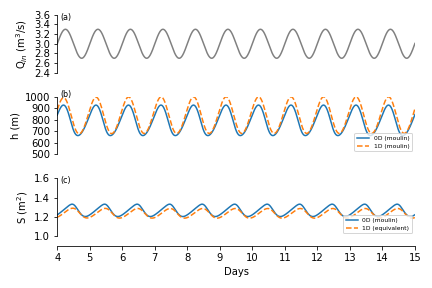 (a)
3.6
3.4
3.2
3.0
2.8
2.6
2.4
Q_in (m³/s)
(b)
1000
900
800
700
600
500
h (m)
0D (moulin)
1D (moulin)
(c)
1.6
1.4
1.2
1.0
S (m²)
0D (moulin)
1D (equivalent)
4 5 6 7 8 9 10 11 12 13 14 15
Days